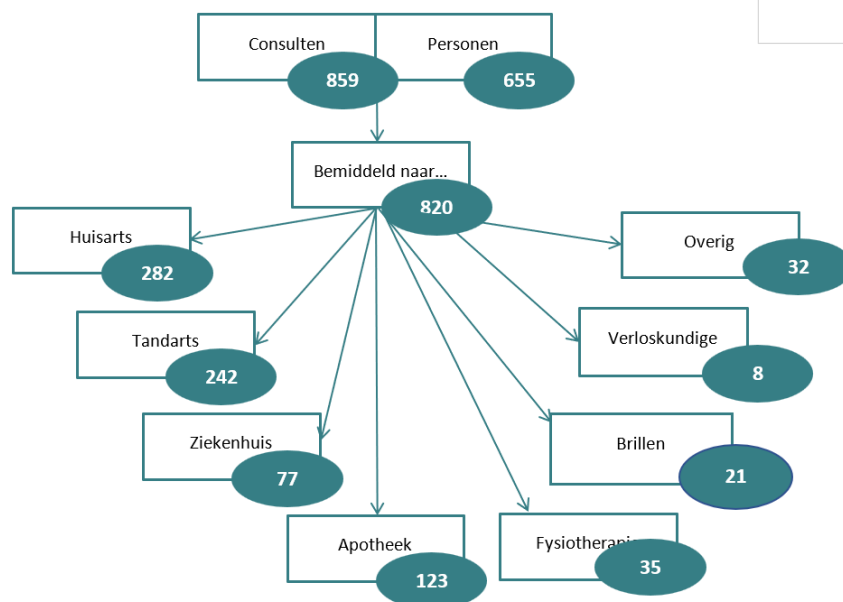 Consulten
859
Personen
655
Bemiddeld naar...
820
Huisarts
282
Overig
32
Tandarts
242
Verloskundige
8
Ziekenhuis
77
Brillen
21
Apotheek
123
Fysiotherapie
35